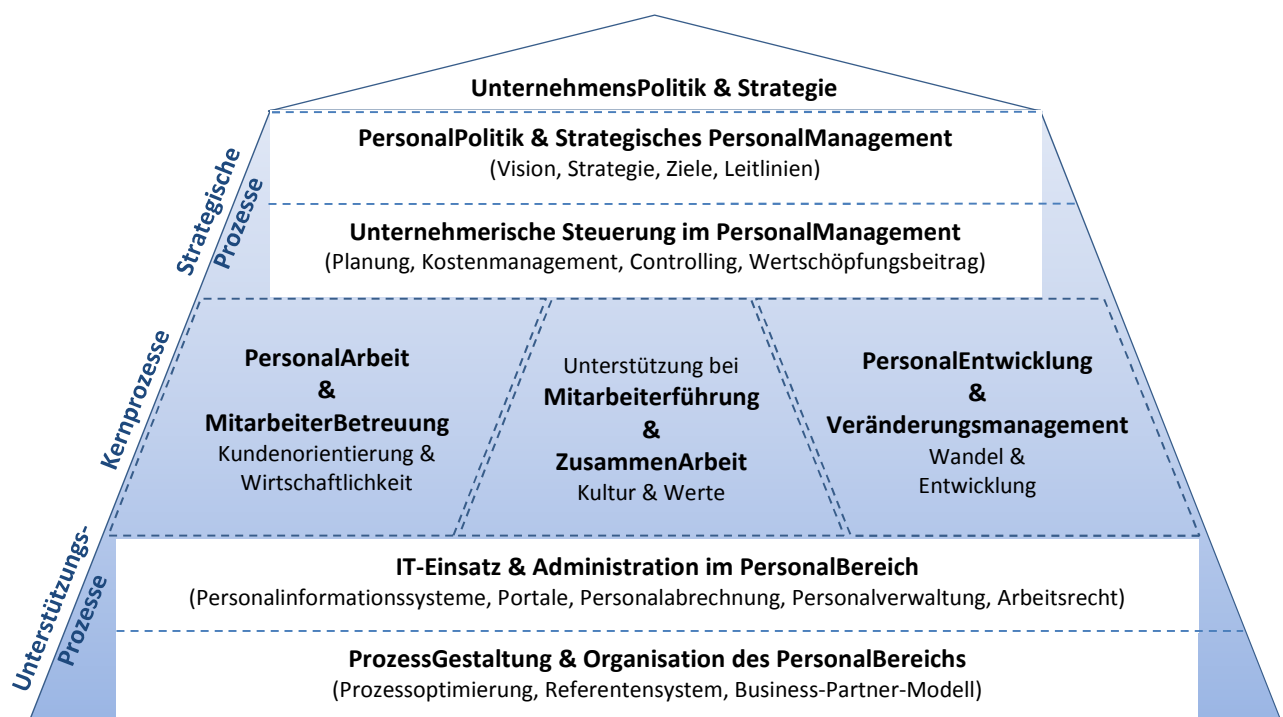 UnternehmensPolitik & Strategie
Strategische
Prozesse
PersonalPolitik & Strategisches PersonalManagement
(Vision, Strategie, Ziele, Leitlinien)
Unternehmerische Steuerung im PersonalManagement
(Planung, Kostenmanagement, Controlling, Wertschöpfungsbeitrag)
Kernprozesse
PersonalArbeit
&
MitarbeiterBetreuung
Kundenorientierung &
Wirtschaftlichkeit
Unterstützung bei
Mitarbeiterführung
&
ZusammenArbeit
Kultur & Werte
PersonalEntwicklung
&
Veränderungsmanagement
Wandel &
Entwicklung
Unterstützungs-
Prozesse
IT-Einsatz & Administration im PersonalBereich
(Personalinformationssysteme, Portale, Personalabrechnung, Personalverwaltung, Arbeitsrecht)
ProzessGestaltung & Organisation des PersonalBereichs
(Prozessoptimierung, Referentensystem, Business-Partner-Modell)